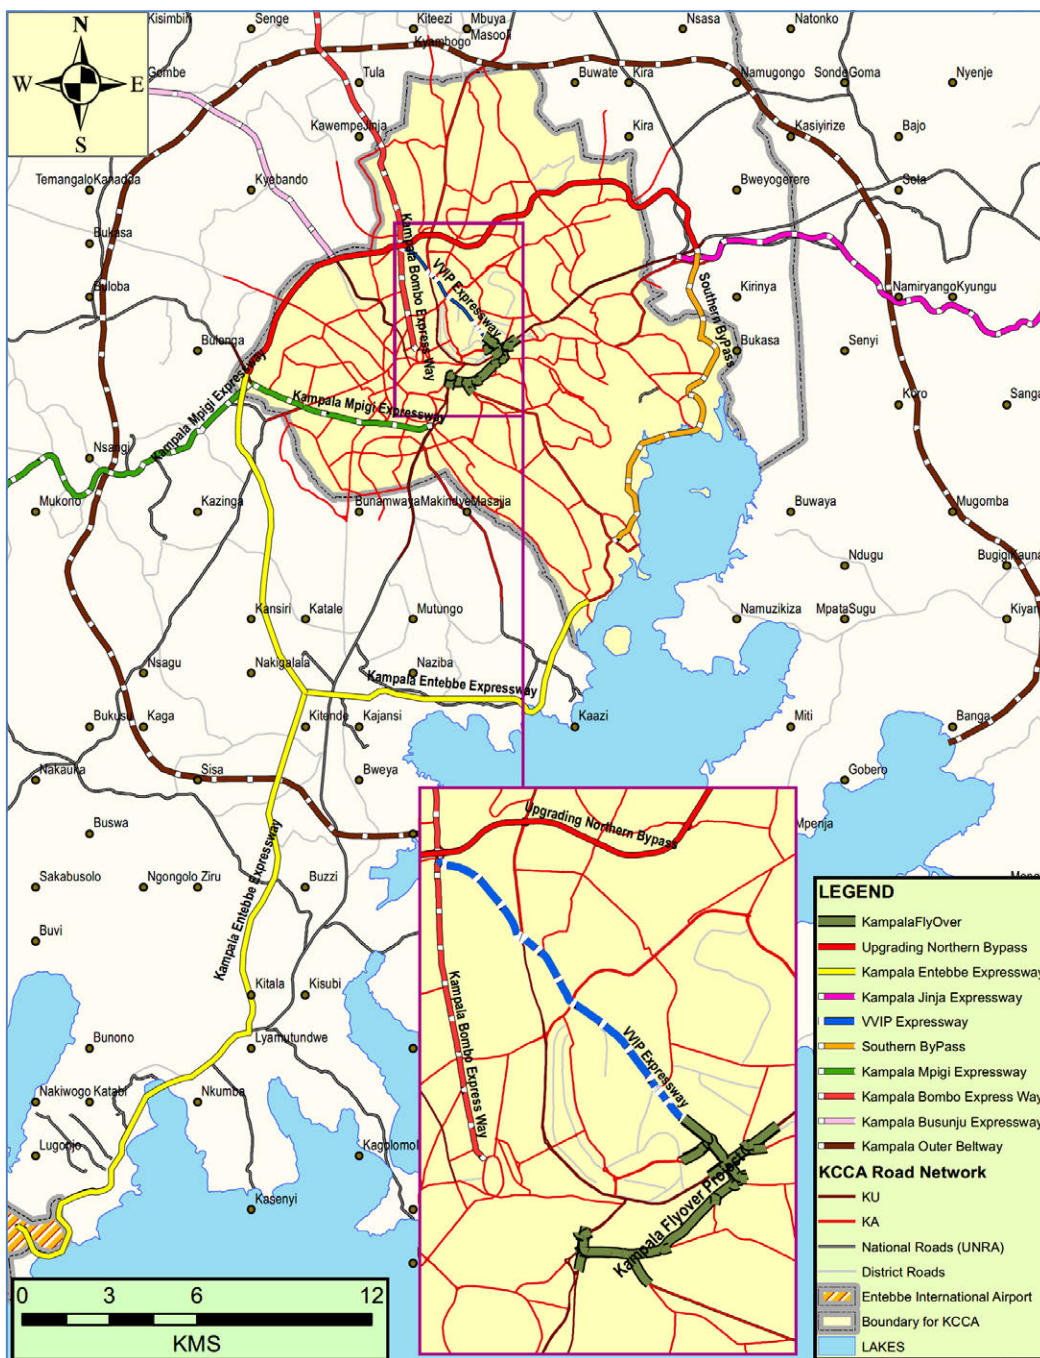 N
W E
S
Kisimbiri
Senge
Kiteezi
Mbuya
Masooli
Kyambogo
Nsasa
Natonko
Gombe
Tula
Buwate
Kira
Namugongo
Sonde
Goma
Nyenje
Kawempe
Jinja
Kira
Kasiyirize
Bajo
Temangalo
Kyebando
Bweyogerere
Sota
Bukasa
Buloba
Kirinya
Namiryango
Kyungu
Kampala Bombo Express Way
VVIP Expressway
Southern ByPass
Bulenga
Bukasa
Senyi
Kampala Mpigi Expressway
Kampala Mpigi Expressway
Koro
Sanga
Nsangi
Mukono
Kazinga
Bunamwaya
Makindye
Masajja
Buwaya
Mugomba
Ndugu
Bugigi
Kauna
Kansiri
Katale
Mutungo
Namuzikiza
Mpata
Sugu
Kiyan
Nsagu
Nakigalala
Naziba
Kampala Entebbe Expressway
Bukusu
Kaga
Kitende
Kajansi
Kaazi
Miti
Banga
Nakauka
Sisa
Bweya
Gobero
Buswa
Mpenja
Upgrading Northern Bypass
Kampala Entebbe Expressway
Sakabusolo
Ngongolo
Ziru
Buzzi
Buvi
Kitala
Kisubi
Bunono
Lyamutundwe
Nakiwogo
Katabi
Nkumba
Lugonjo
Kagolomolo
Kasenyi
Kampala Bombo Express Way
VVIP Expressway
Kampala Flyover Project
LEGEND
KampalaFlyOver
Upgrading Northern Bypass
Kampala Entebbe Expressway
Kampala Jinja Expressway
VVIP Expressway
Southern ByPass
Kampala Mpigi Expressway
Kampala Bombo Express Way
Kampala Busunju Expressway
Kampala Outer Beltway
KCCA Road Network
KU
KA
National Roads (UNRA)
District Roads
Entebbe International Airport
Boundary for KCCA
LAKES
0 3 6 12
KMS